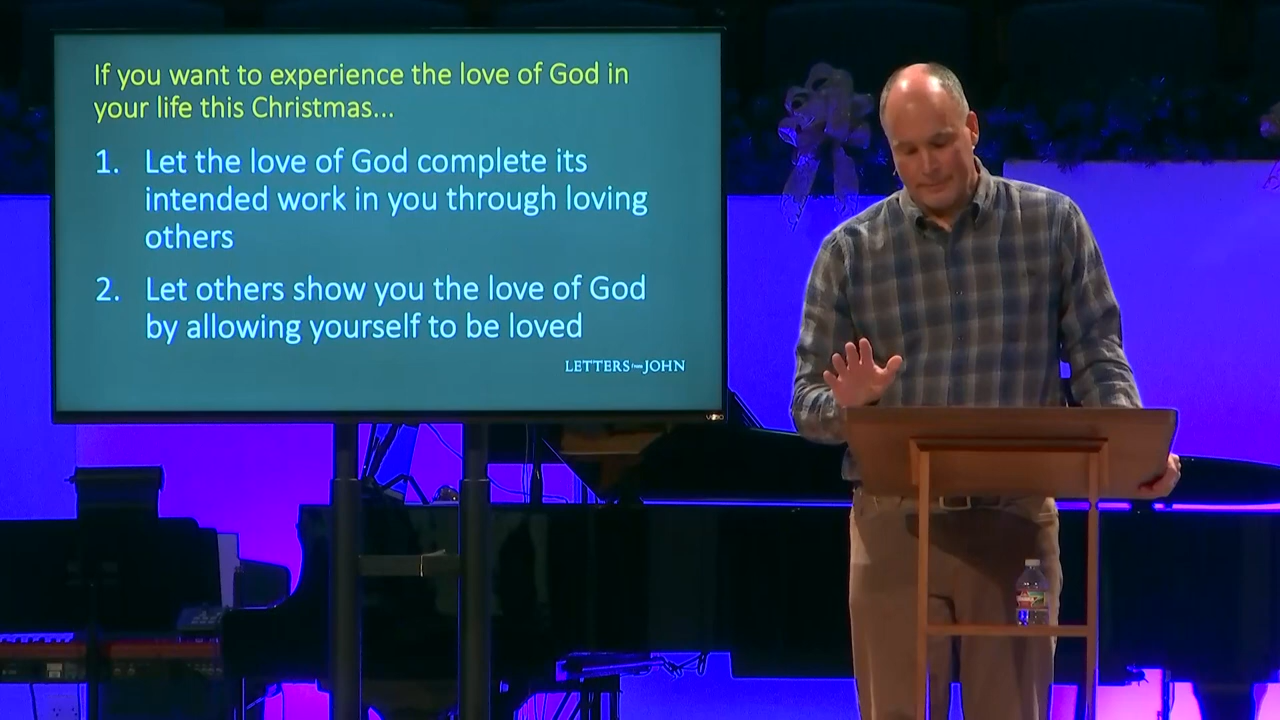 If you want to experience the love of God in
your life this Christmas...
1. Let the love of God complete its
intended work in you through loving
others
2. Let others show you the love of God
by allowing yourself to be loved
LETTERS from JOHN
VIZIO